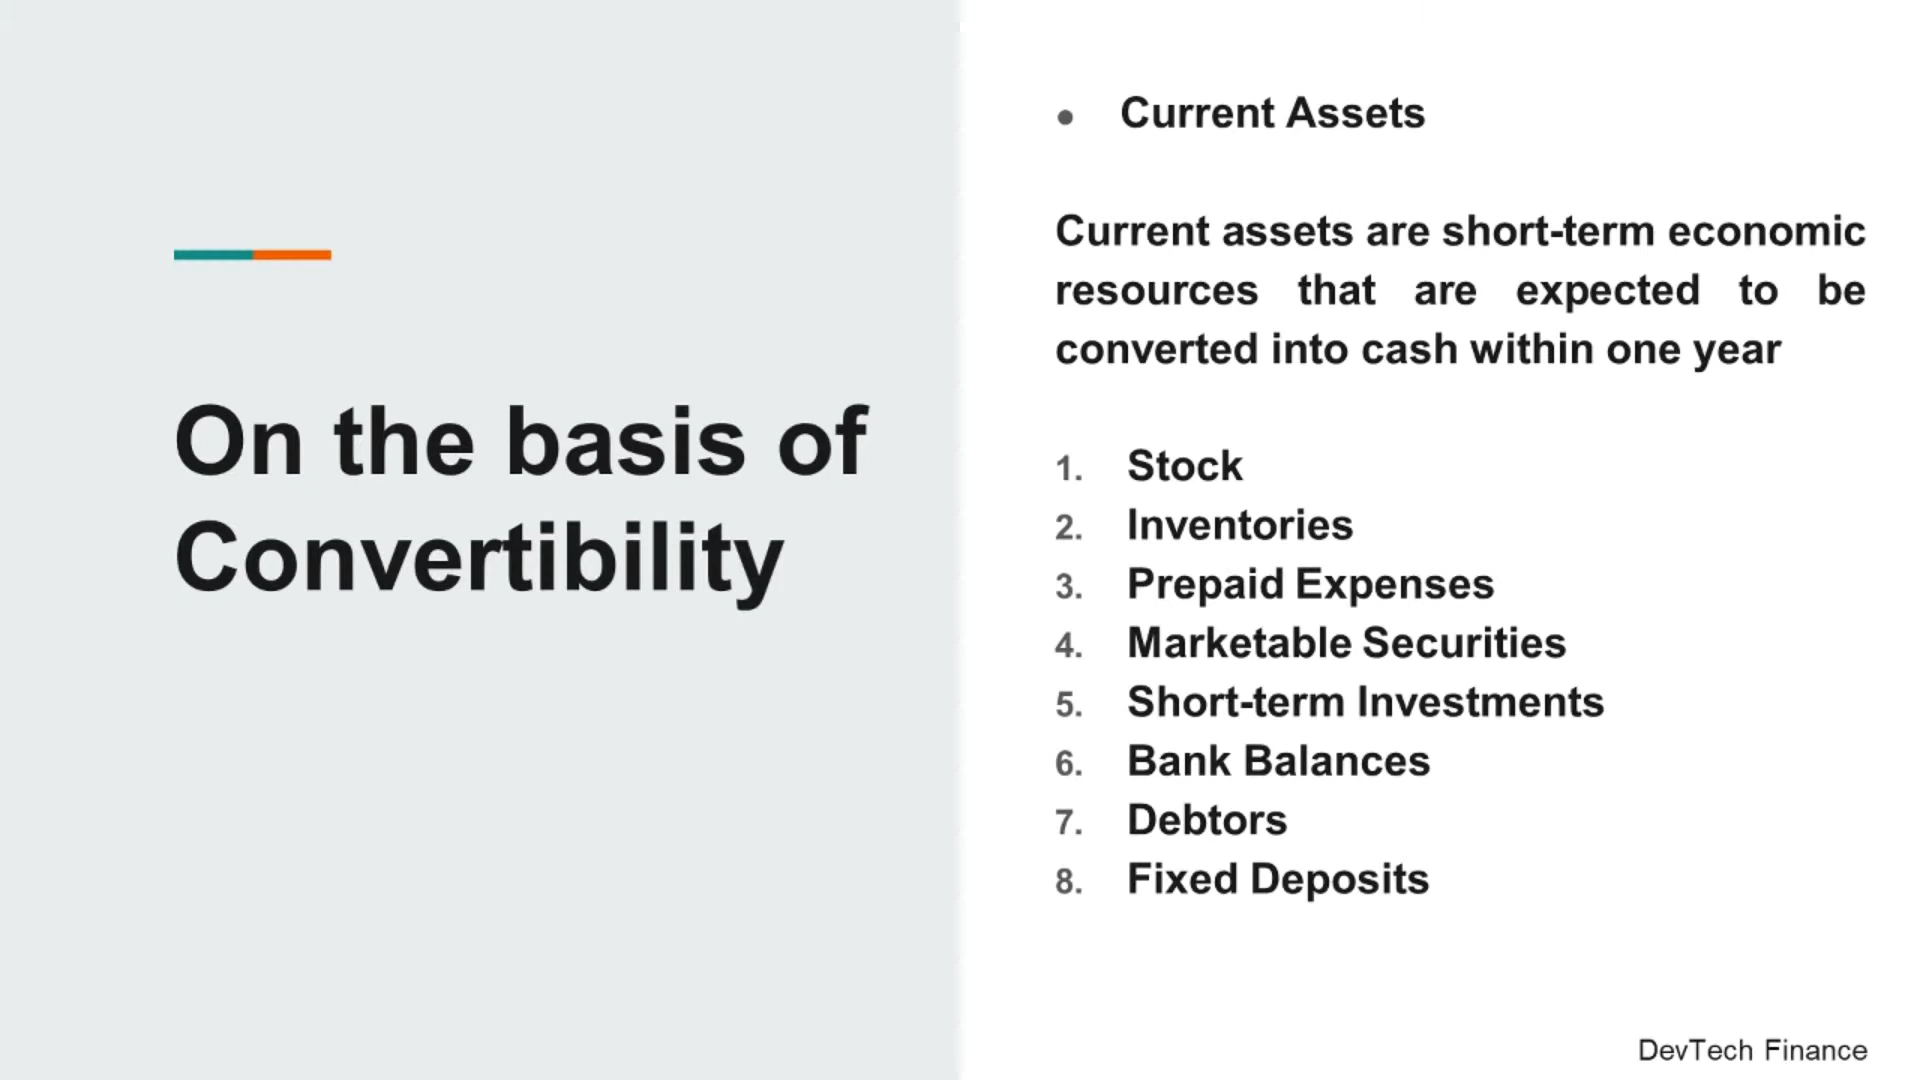 On the basis of
Convertibility
● Current Assets
Current assets are short-term economic
resources that are expected to be
converted into cash within one year
1. Stock
2. Inventories
3. Prepaid Expenses
4. Marketable Securities
5. Short-term Investments
6. Bank Balances
7. Debtors
8. Fixed Deposits
DevTech Finance